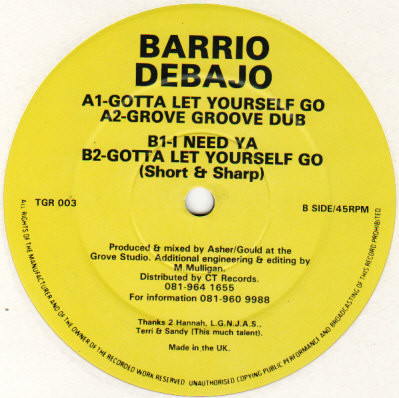 BARRIO
DEBAJO
A1-GOTTA LET YOURSELF GO
A2-GROVE GROOVE DUB
B1-I NEED YA
B2-GOTTA LET YOURSELF GO
(Short & Sharp)
TGR 003
B SIDE/45RPM
Produced & mixed by Asher/Gould at the
Grove Studio. Additional engineering & editing by
M Mulligan.
Distributed by CT Records.
081-964 1655
For information 081-960 9988
Thanks 2 Hannah, L.G.N.J.A.S..
Terri & Sandy (This much talent).
Made in the UK.
ALL RIGHTS OF THE MANUFACTURER AND OF THE OWNER OF THE RECORDED WORK RESERVED. UNAUTHORISED COPYING PUBLIC PERFORMANCE AND BROADCASTING OF THIS RECORD PROHIBITED.